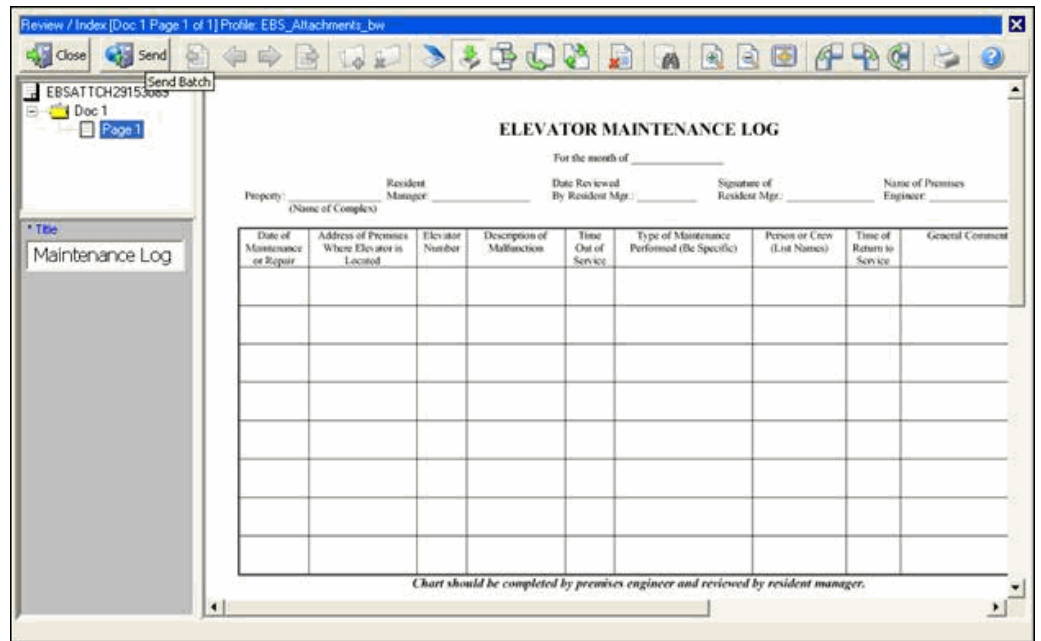 Review / Index [Doc 1 Page 1 of 1] Profile: EBS_Attachments_bw
Close Send
Send Batch
EBSATTCH29153089
Doc 1
Page 1
* Title
Maintenance Log
ELEVATOR MAINTENANCE LOG
For the month of
Resident Date Reviewed Signature of Name of Premises
Property: Manager: By Resident Mgr.: Resident Mgr.: Engineer:
(Name of Complex)
Date of Address of Premises Elevator Description of Time Type of Maintenance Person or Crew Time of General Comment
Maintenance Where Elevator is Number Malfunction Out of Performed (Be Specific) (List Names) Return to
or Repair Located Service Service
Chart should be completed by premises engineer and reviewed by resident manager.